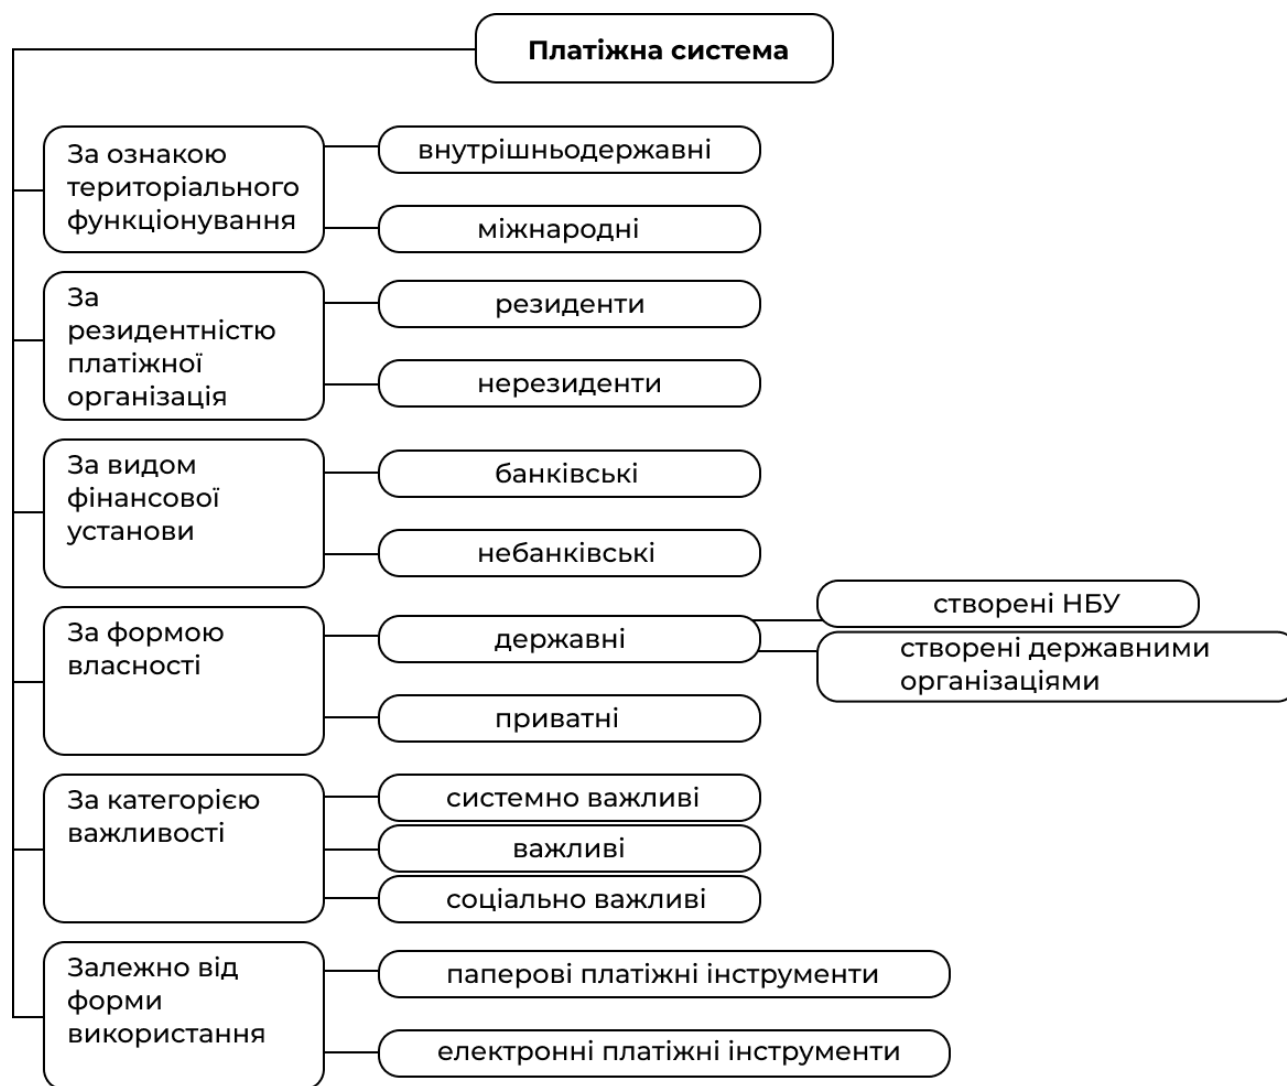 Платіжна система
За ознакою
територіального
функціонування
внутрішньодержавні
міжнародні
За
резидентністю
платіжної
організація
резиденти
нерезиденти
За видом
фінансової
установи
банківські
небанківські
За формою
власності
державні
створені НБУ
створені державними
організаціями
приватні
За категорією
важливості
системно важливі
важливі
соціально важливі
Залежно від
форми
використання
паперові платіжні інструменти
електронні платіжні інструменти